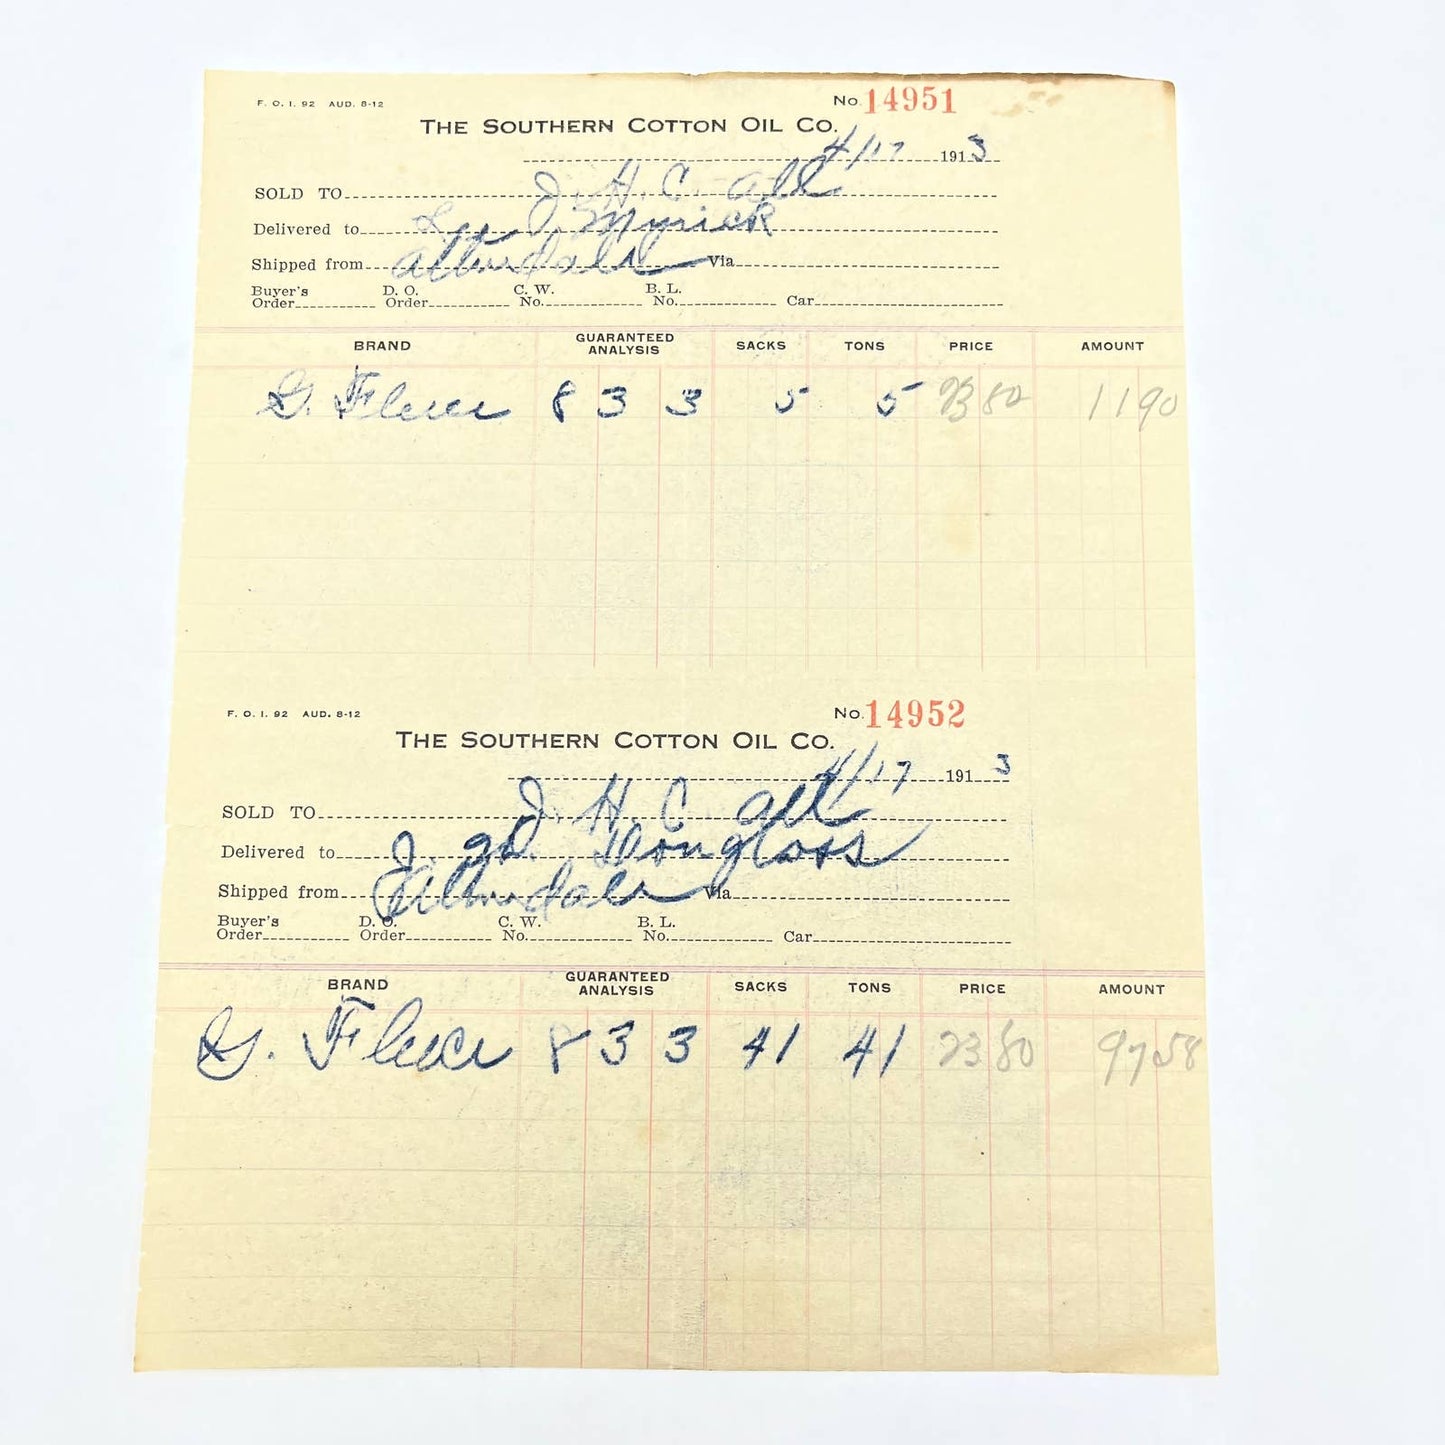 F. O. I. 92 AUD. 8-12
No. 14951
THE SOUTHERN COTTON OIL CO.
4/17 1913
SOLD TO J. H. C.
Delivered to J. Myrick
Shipped from Via
Buyer's Order D. O. Order C. W. No. B. L. No. Car
BRAND GUARANTEED ANALYSIS SACKS TONS PRICE AMOUNT
G. Fleece 8 3 3 5 5 23 80 11 90
F. O. I. 92 AUD. 8-12
No. 14952
THE SOUTHERN COTTON OIL CO.
4/17 1913
SOLD TO J. H. C.
Delivered to J. Douglass
Shipped from Via
Buyer's Order D. O. Order C. W. No. B. L. No. Car
BRAND GUARANTEED ANALYSIS SACKS TONS PRICE AMOUNT
G. Fleece 8 3 3 41 41 23 80 97 58